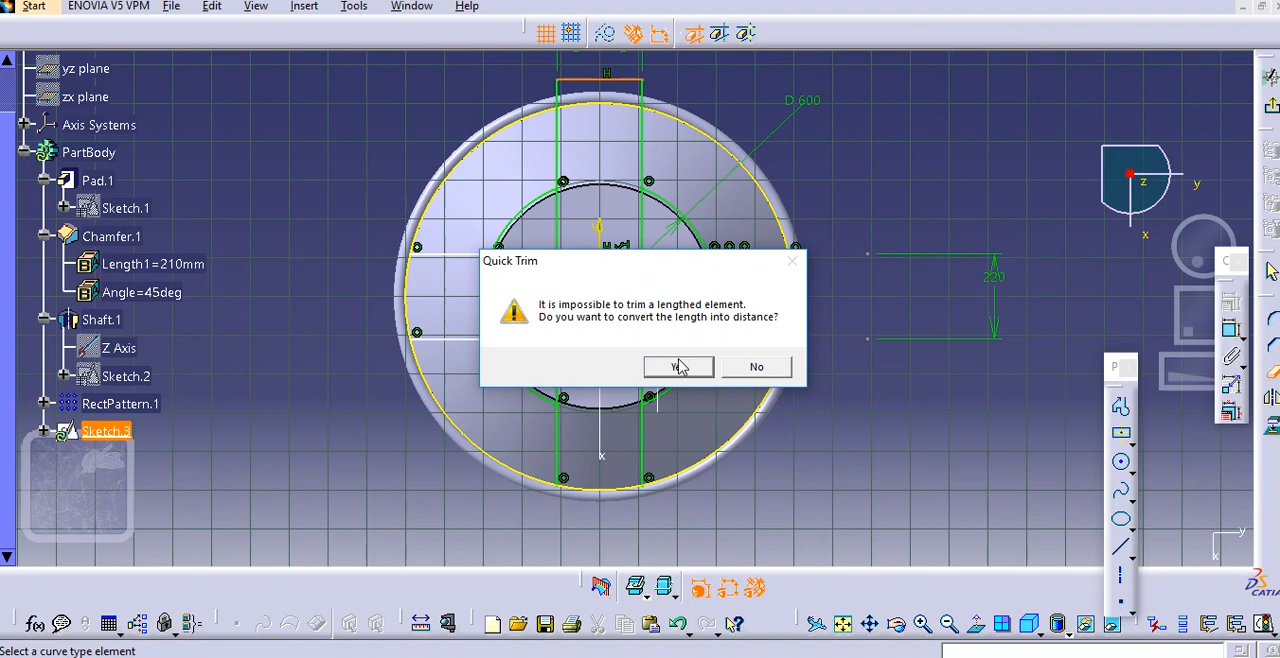 Start ENOVIA V5 VPM File Edit View Insert Tools Window Help
yz plane
zx plane
Axis Systems
PartBody
Pad.1
Sketch.1
Chamfer.1
Length1=210mm
Angle=45deg
Shaft.1
Z Axis
Sketch.2
RectPattern.1
Sketch.3
H
D 600
220
z
y
x
Quick Trim
It is impossible to trim a lengthed element.
Do you want to convert the length into distance?
No
x
C
P
y
x
CATIA
f(x)
Select a curve type element